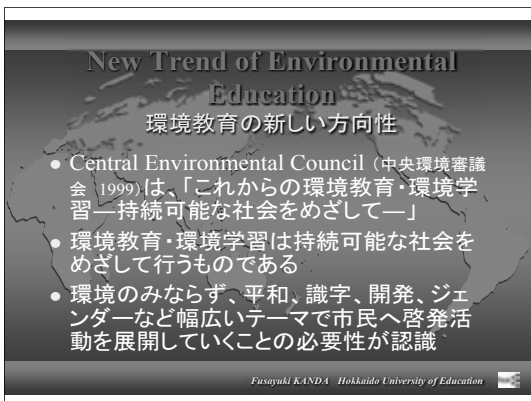 New Trend of Environmental
Education
環境教育の新しい方向性
● Central Environmental Council（中央環境審議
会 1999)は、「これからの環境教育・環境学
習―持続可能な社会をめざして―」
● 環境教育・環境学習は持続可能な社会を
めざして行うものである
● 環境のみならず、平和、識字、開発、ジェ
ンダーなど幅広いテーマで市民へ啓発活
動を展開していくことの必要性が認識
Fusayuki KANDA Hokkaido University of Education